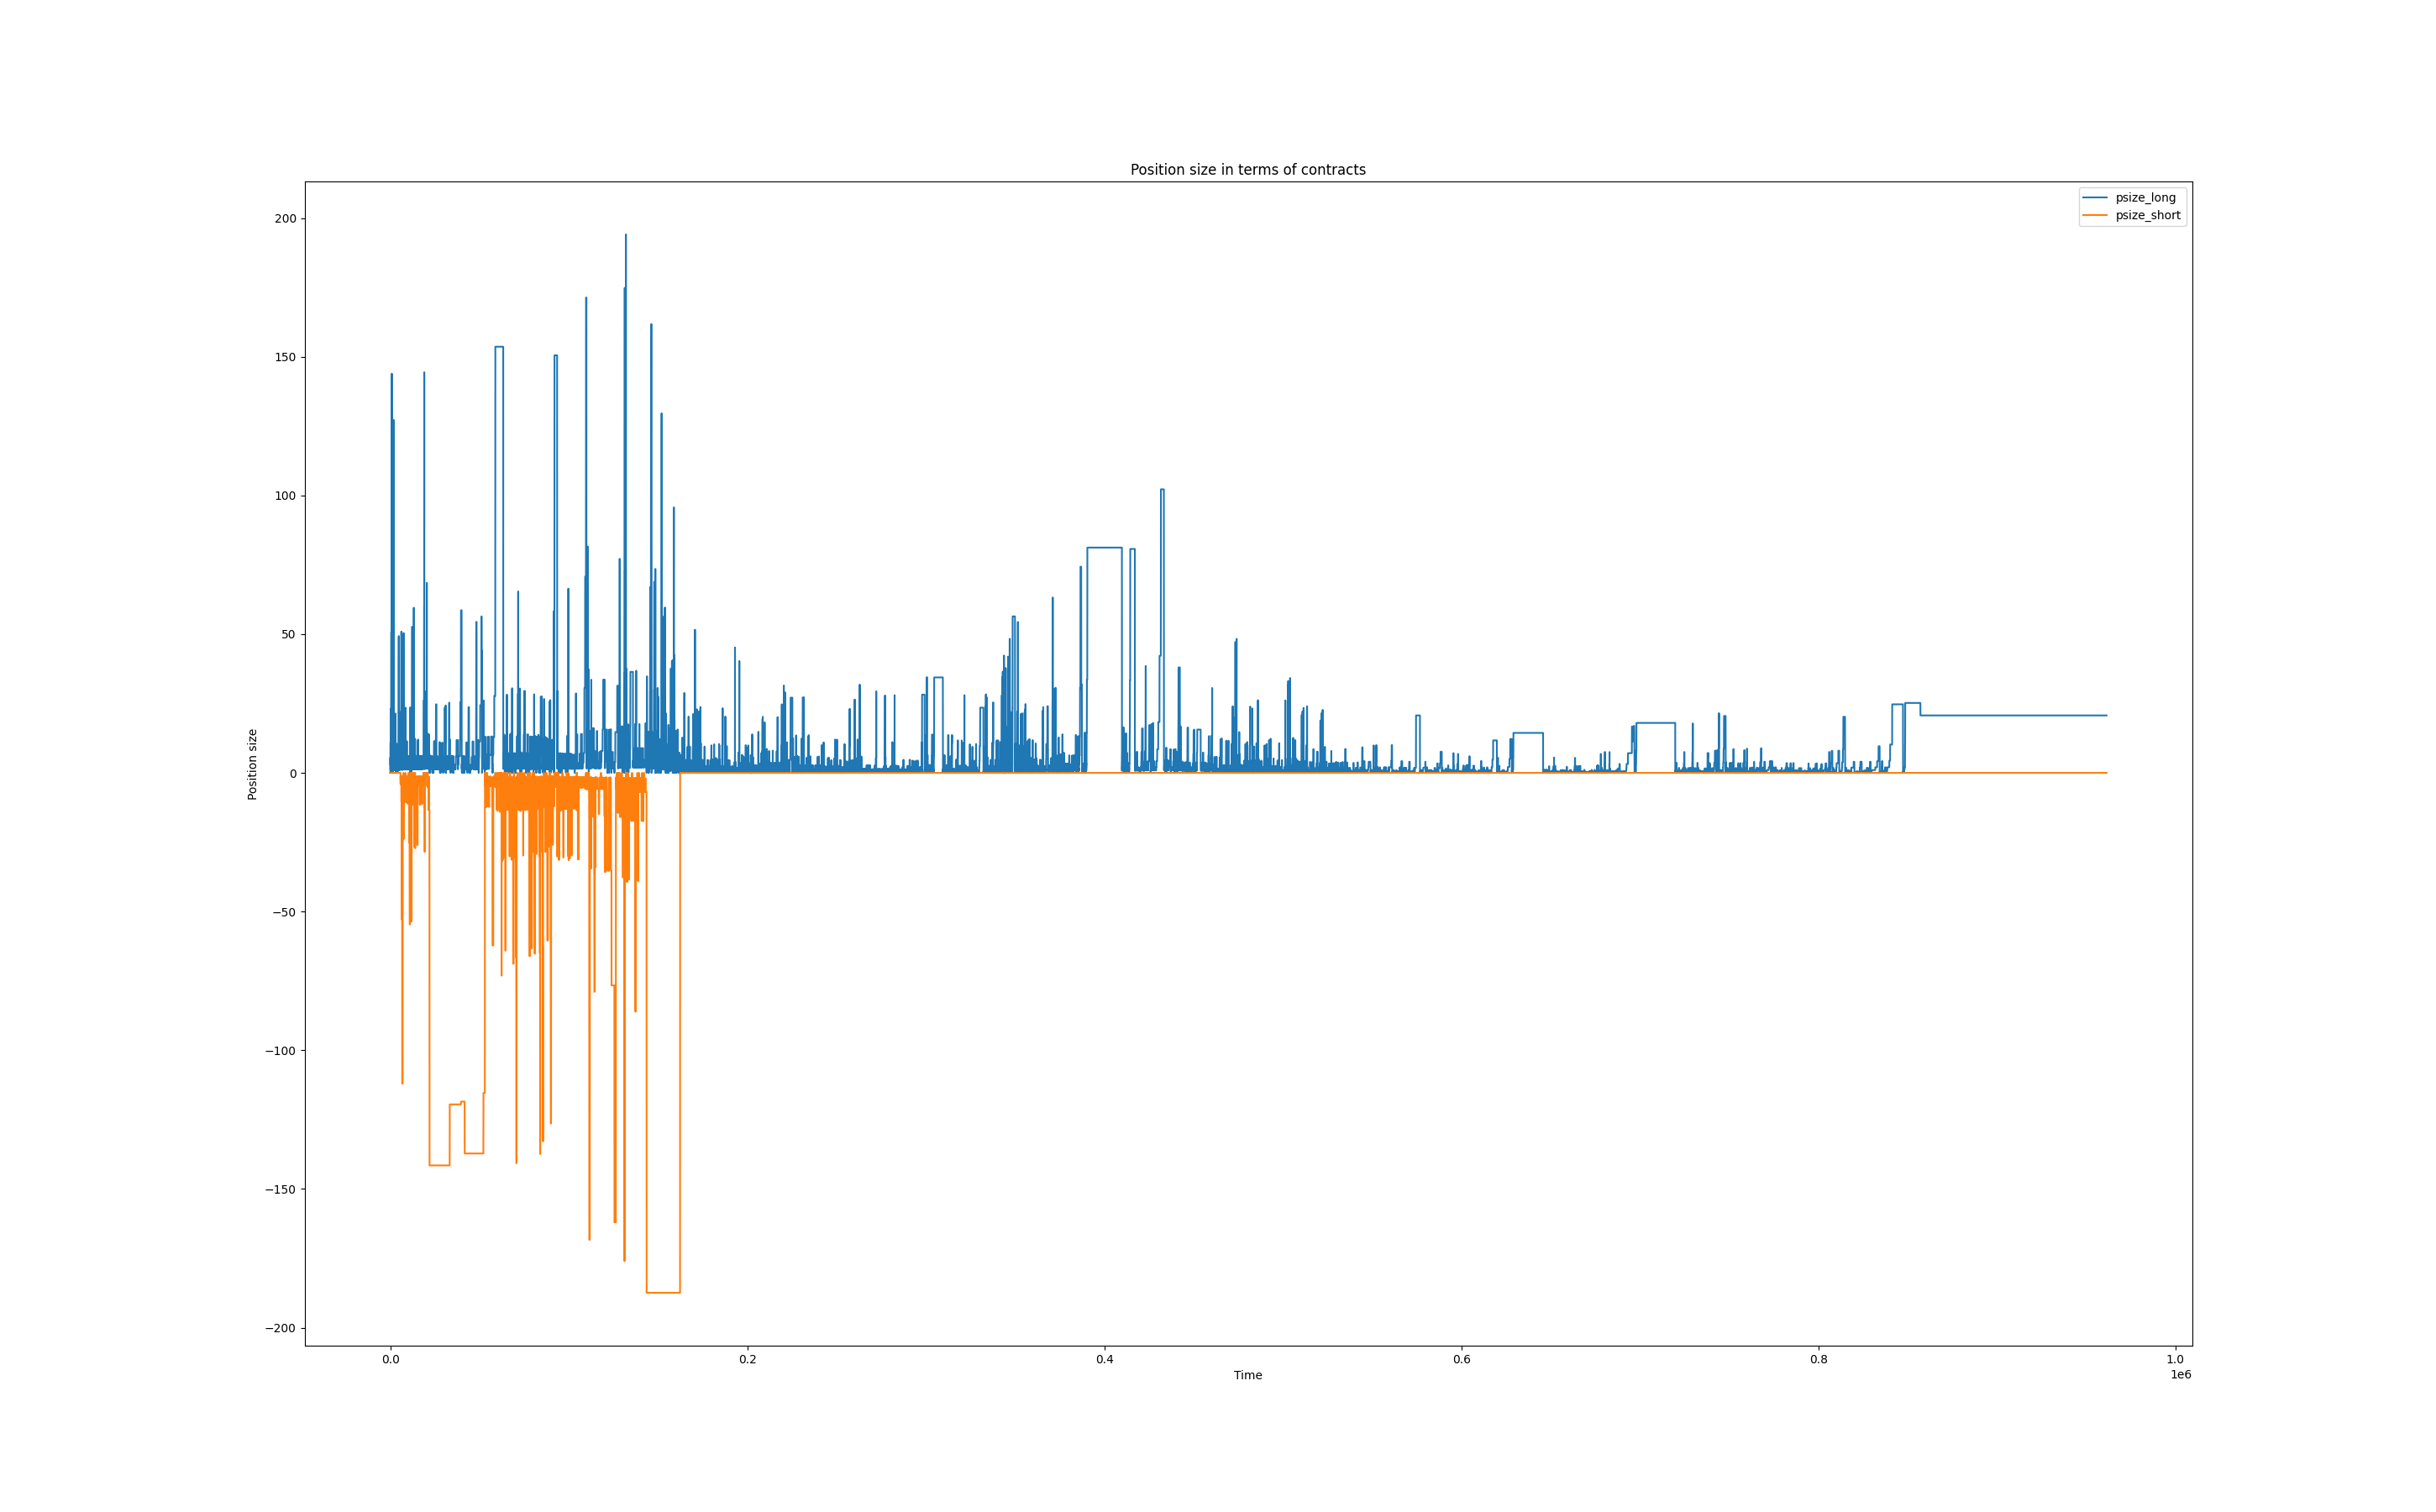 Position size in terms of contracts
psize_long
psize_short
Position size
200
150
100
50
0
−50
−100
−150
−200
0.0 0.2 0.4 0.6 0.8 1.0
1e6
Time